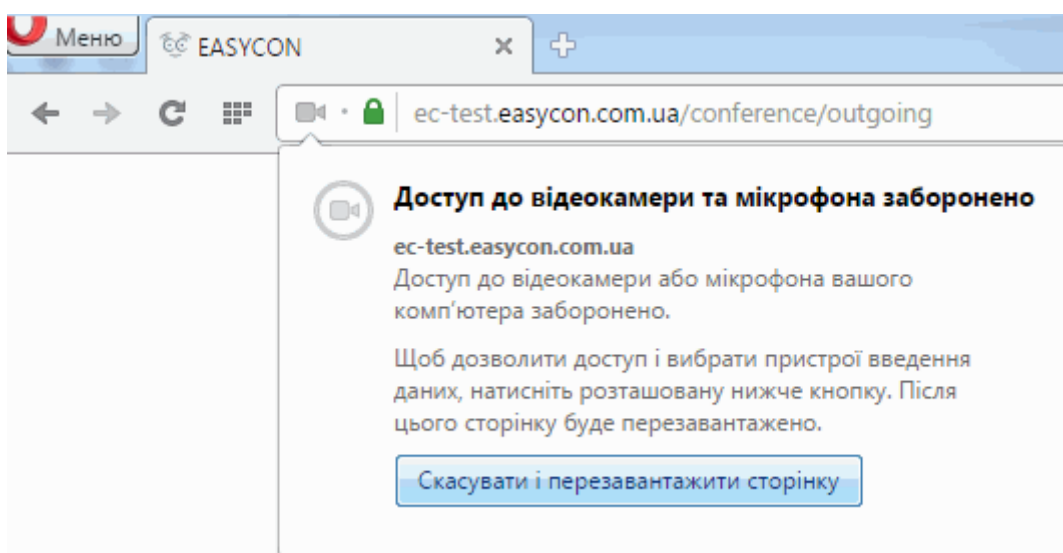 Меню
EASYCON
ec-test.easycon.com.ua/conference/outgoing
Доступ до відеокамери та мікрофона заборонено
ec-test.easycon.com.ua
Доступ до відеокамери або мікрофона вашого
комп'ютера заборонено.
Щоб дозволити доступ і вибрати пристрої введення
даних, натисніть розташовану нижче кнопку. Після
цього сторінку буде перезавантажено.
Скасувати і перезавантажити сторінку